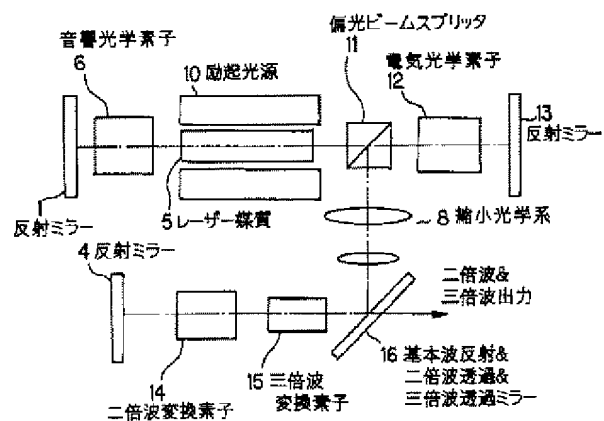 偏光ビームスプリッタ
11
音響光学素子
6
10 励起光源
電気光学素子
12
13
反射ミラー
1
反射ミラー
5 レーザー媒質
8 縮小光学系
4 反射ミラー
二倍波&
三倍波出力
14
二倍波変換素子
15 三倍波
変換素子
16 基本波反射&
二倍波透過&
三倍波透過ミラー